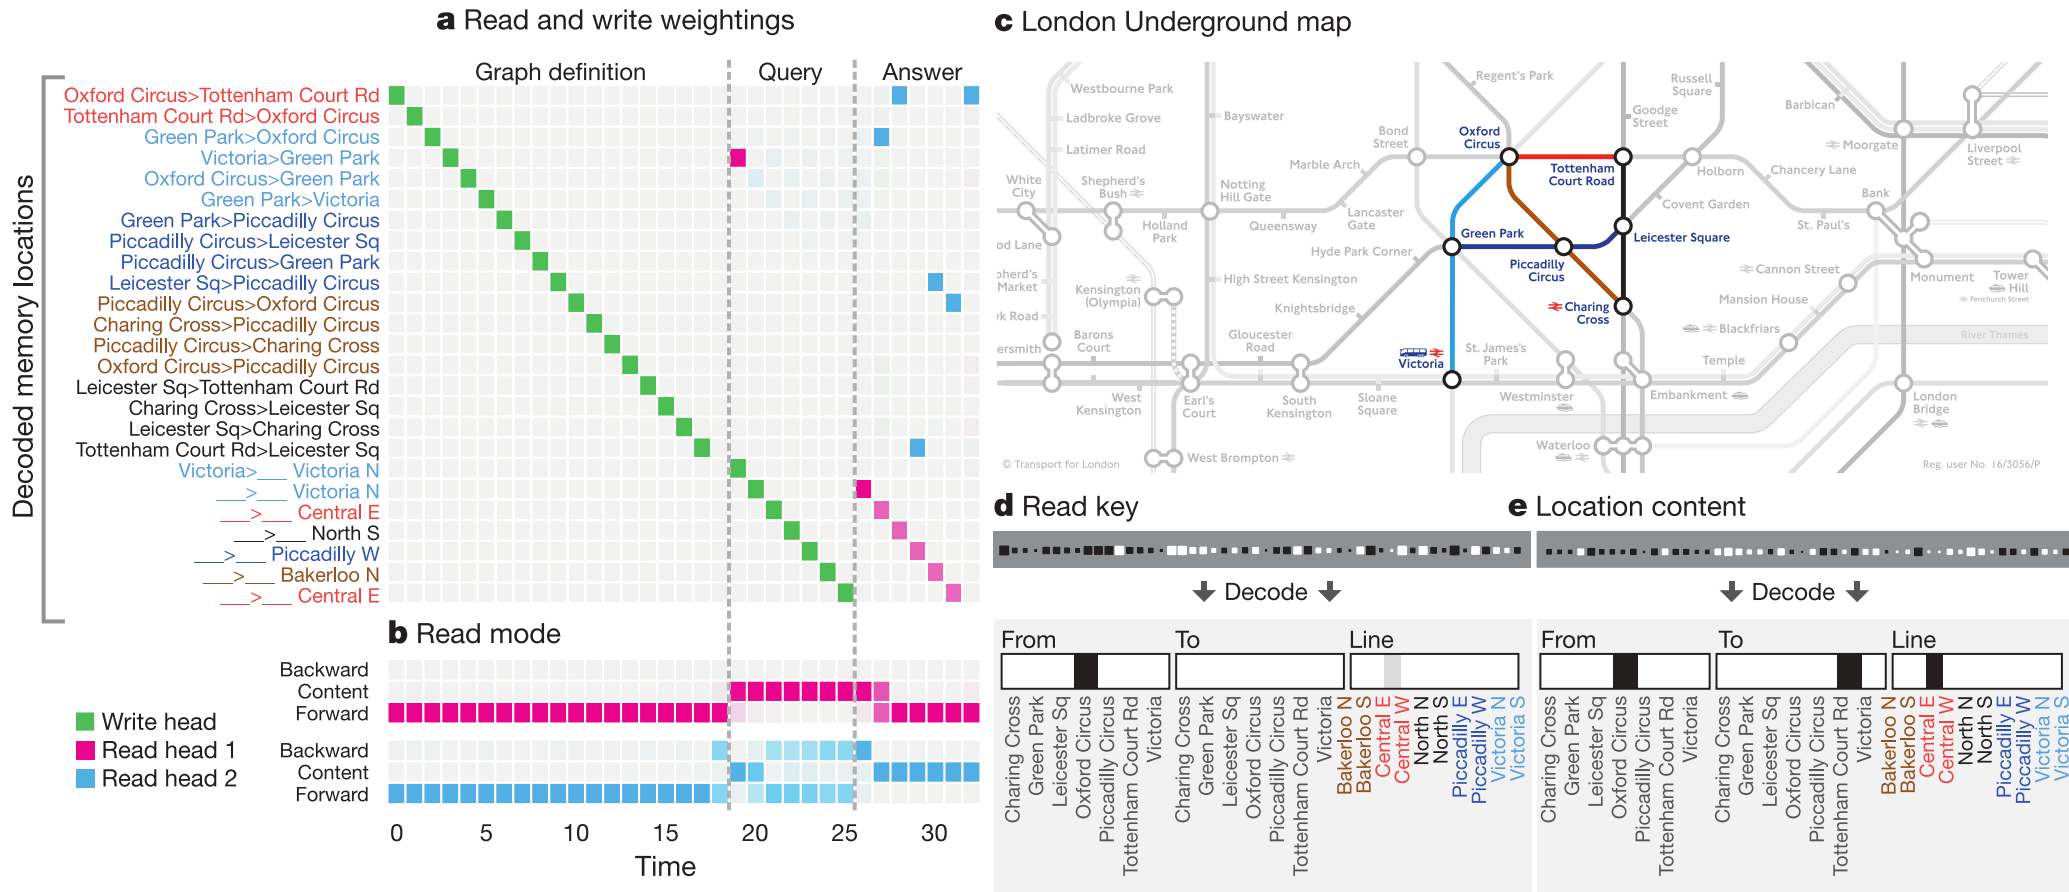 a Read and write weightings
Graph definition
Query
Answer
Decoded memory locations
Oxford Circus>Tottenham Court Rd
Tottenham Court Rd>Oxford Circus
Green Park>Oxford Circus
Victoria>Green Park
Oxford Circus>Green Park
Green Park>Victoria
Green Park>Piccadilly Circus
Piccadilly Circus>Leicester Sq
Piccadilly Circus>Green Park
Leicester Sq>Piccadilly Circus
Piccadilly Circus>Oxford Circus
Charing Cross>Piccadilly Circus
Piccadilly Circus>Charing Cross
Oxford Circus>Piccadilly Circus
Leicester Sq>Tottenham Court Rd
Charing Cross>Leicester Sq
Leicester Sq>Charing Cross
Tottenham Court Rd>Leicester Sq
Victoria>___ Victoria N
___>___ Victoria N
___>___ Central E
___>___ North S
___>___ Piccadilly W
___>___ Bakerloo N
___>___ Central E
b Read mode
Backward
Content
Forward
Backward
Content
Forward
Write head
Read head 1
Read head 2
0 5 10 15 20 25 30
Time
c London Underground map
Westbourne Park
Ladbroke Grove
Latimer Road
White
City
Shepherd's
Bush
Bayswater
Notting
Hill Gate
Holland
Park
Queensway
Lancaster
Gate
Marble Arch
Bond
Street
Regent's Park
Oxford
Circus
Russell
Square
Goodge
Street
Tottenham
Court Road
Holborn
Chancery Lane
Barbican
Moorgate
Liverpool
Street
Bank
St. Paul's
Covent Garden
Leicester Square
Green Park
Piccadilly
Circus
Hyde Park Corner
Knightsbridge
Charing
Cross
Cannon Street
Mansion House
Blackfriars
Monument
Tower
Hill
Fenchurch Street
River Thames
Temple
Embankment
London
Bridge
Waterloo
Westminster
St. James's
Park
Victoria
Sloane
Square
South
Kensington
Gloucester
Road
High Street Kensington
Kensington
(Olympia)
Earl's
Court
Barons
Court
West
Kensington
West Brompton
od Lane
pherd's
Market
vk Road
ersmith
© Transport for London
Reg. user No. 16/3056/P
d Read key
Decode
From
To
Line
Charing Cross
Green Park
Leicester Sq
Oxford Circus
Piccadilly Circus
Tottenham Court Rd
Victoria
Charing Cross
Green Park
Leicester Sq
Oxford Circus
Piccadilly Circus
Tottenham Court Rd
Victoria
Bakerloo N
Bakerloo S
Central E
Central W
North N
North S
Piccadilly E
Piccadilly W
Victoria N
Victoria S
e Location content
Decode
From
To
Line
Charing Cross
Green Park
Leicester Sq
Oxford Circus
Piccadilly Circus
Tottenham Court Rd
Victoria
Charing Cross
Green Park
Leicester Sq
Oxford Circus
Piccadilly Circus
Tottenham Court Rd
Victoria
Bakerloo N
Bakerloo S
Central E
Central W
North N
North S
Piccadilly E
Piccadilly W
Victoria N
Victoria S